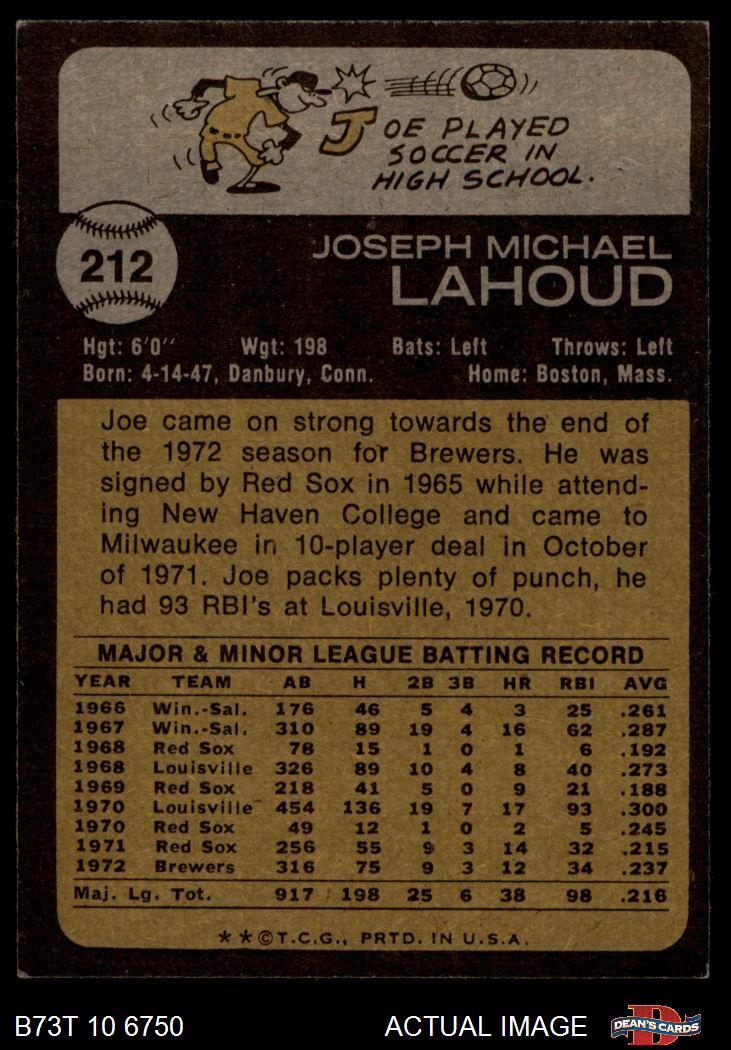 JOE PLAYED
SOCCER IN
HIGH SCHOOL.
212
JOSEPH MICHAEL
LAHOUD
Hgt: 6'0" Wgt: 198 Bats: Left Throws: Left
Born: 4-14-47, Danbury, Conn. Home: Boston, Mass.
Joe came on strong towards the end of
the 1972 season for Brewers. He was
signed by Red Sox in 1965 while attend-
ing New Haven College and came to
Milwaukee in 10-player deal in October
of 1971. Joe packs plenty of punch, he
had 93 RBI's at Louisville, 1970.
MAJOR & MINOR LEAGUE BATTING RECORD
YEAR TEAM AB H 2B 3B HR RBI AVG
1966 Win.-Sal. 176 46 5 4 3 25 .261
1967 Win.-Sal. 310 89 19 4 16 62 .287
1968 Red Sox 78 15 1 0 1 6 .192
1968 Louisville 326 89 10 4 8 40 .273
1969 Red Sox 218 41 5 0 9 21 .188
1970 Louisville 454 136 19 7 17 93 .300
1970 Red Sox 49 12 1 0 2 5 .245
1971 Red Sox 256 55 9 3 14 32 .215
1972 Brewers 316 75 9 3 12 34 .237
Maj. Lg. Tot. 917 198 25 6 38 98 .216
**©T.C.G., PRTD. IN U.S.A.
B73T 10 6750 ACTUAL IMAGE DEAN'S CARDS